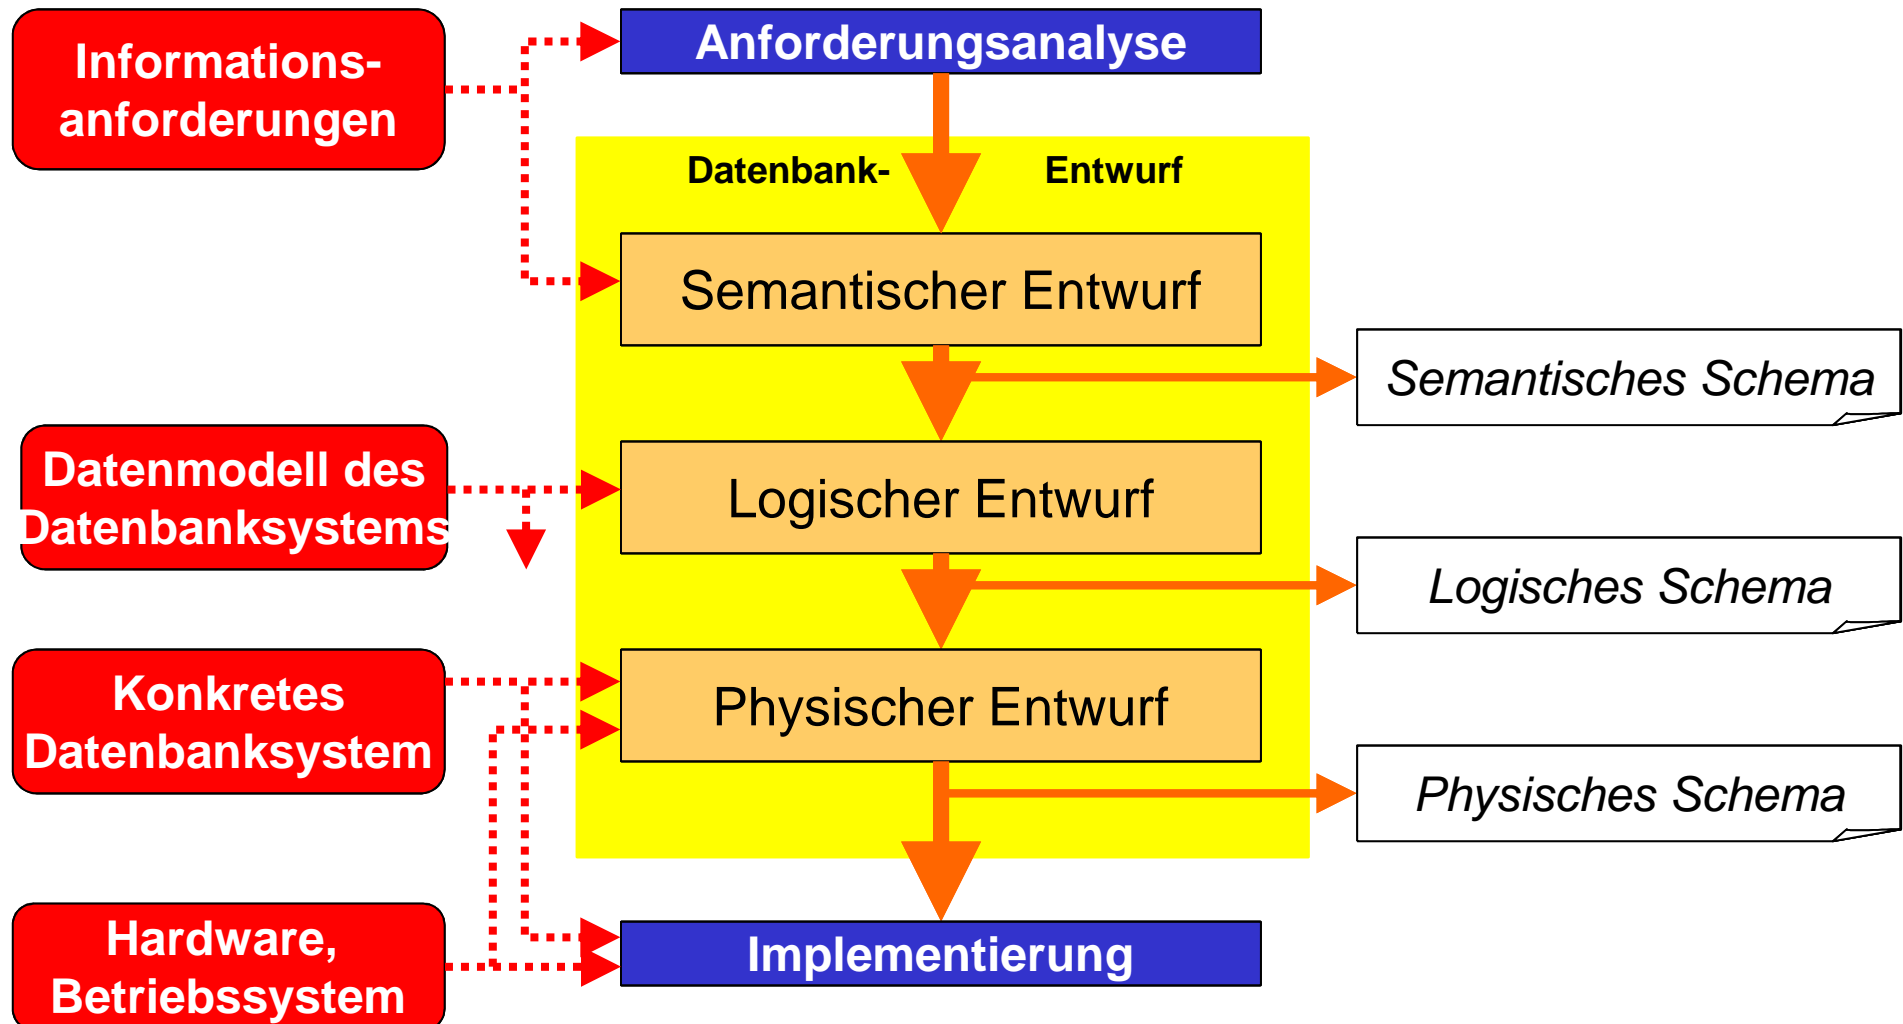 Informations-
anforderungen
Anforderungsanalyse
Datenbank- Entwurf
Semantischer Entwurf
Semantisches Schema
Datenmodell des
Datenbanksystems
Logischer Entwurf
Logisches Schema
Konkretes
Datenbanksystem
Physischer Entwurf
Physisches Schema
Hardware,
Betriebssystem
Implementierung